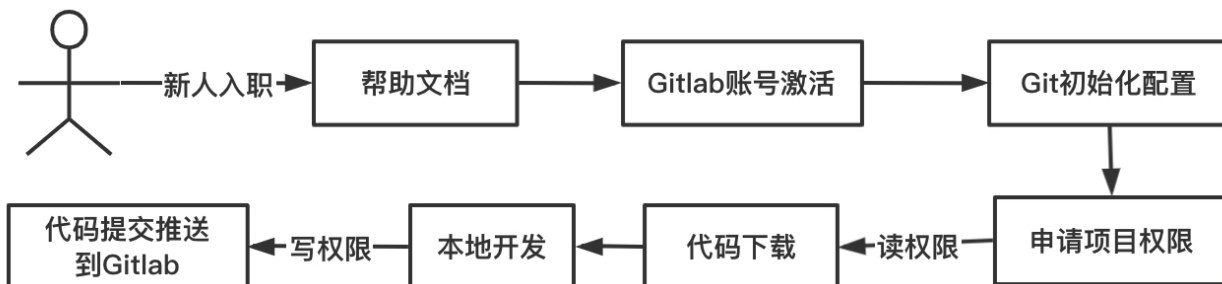 新人入职
帮助文档
Gitlab账号激活
Git初始化配置
申请项目权限
读权限
代码下载
本地开发
写权限
代码提交推送
到Gitlab